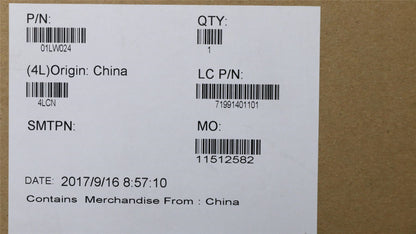 P/N:
QTY:
01LW024
1
(4L)Origin: China
LC P/N:
4LCN
71991401101
SMTPN:
MO:
11512582
DATE: 2017/9/16 8:57:10
Contains Merchandise From : China